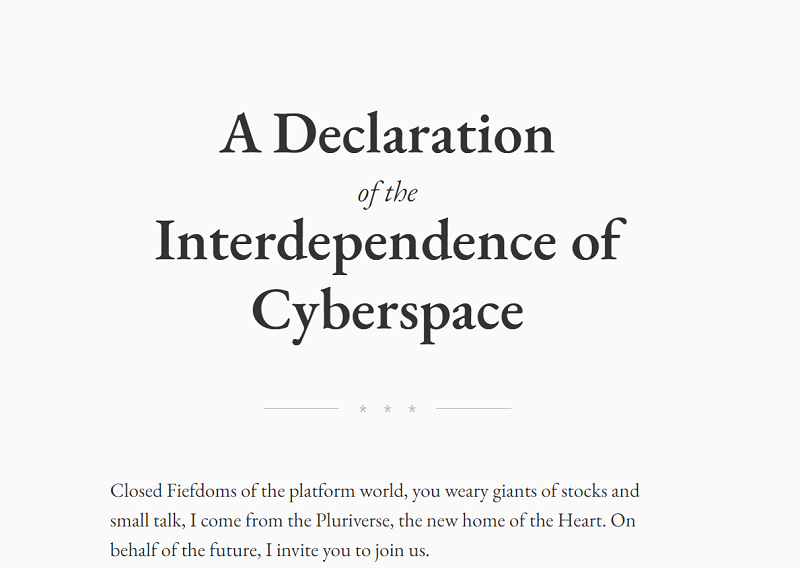 A Declaration
of the
Interdependence of
Cyberspace
* * *
Closed Fiefdoms of the platform world, you weary giants of stocks and
small talk, I come from the Pluriverse, the new home of the Heart. On
behalf of the future, I invite you to join us.